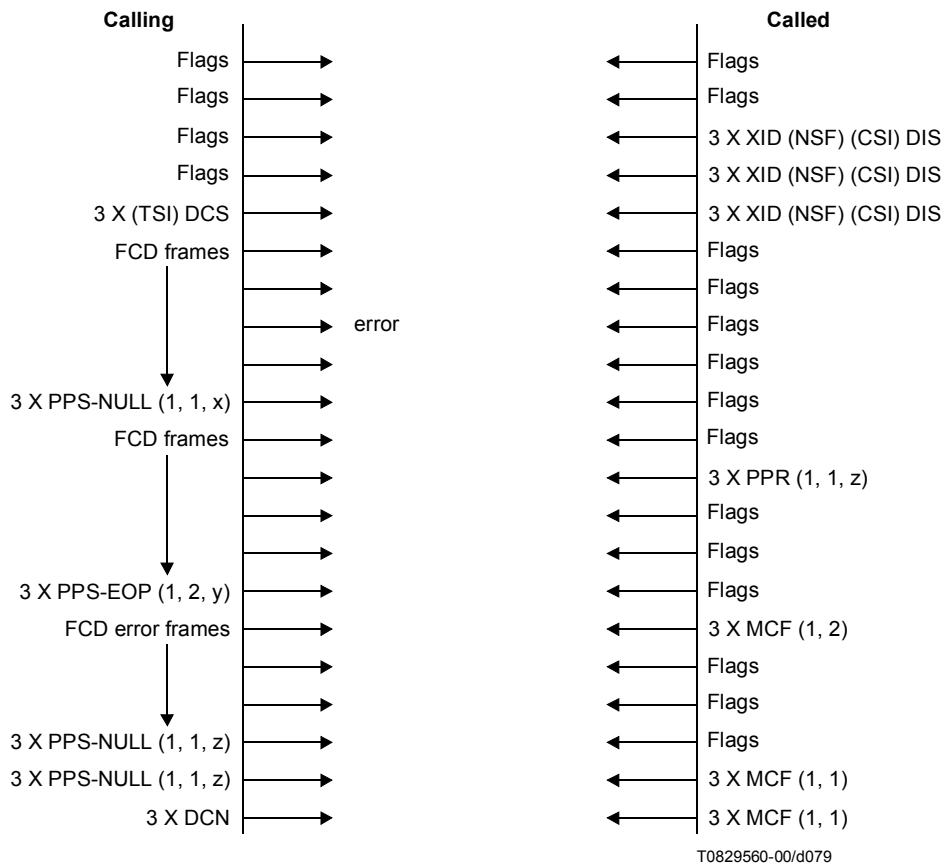 Calling Called
Flags Flags
Flags Flags
Flags 3 X XID (NSF) (CSI) DIS
Flags 3 X XID (NSF) (CSI) DIS
3 X (TSI) DCS 3 X XID (NSF) (CSI) DIS
FCD frames Flags
Flags
error Flags
Flags
3 X PPS-NULL (1, 1, x) Flags
FCD frames Flags
3 X PPR (1, 1, z)
Flags
Flags
3 X PPS-EOP (1, 2, y) Flags
FCD error frames 3 X MCF (1, 2)
Flags
Flags
3 X PPS-NULL (1, 1, z) Flags
3 X PPS-NULL (1, 1, z) 3 X MCF (1, 1)
3 X DCN 3 X MCF (1, 1)
T0829560-00/d079